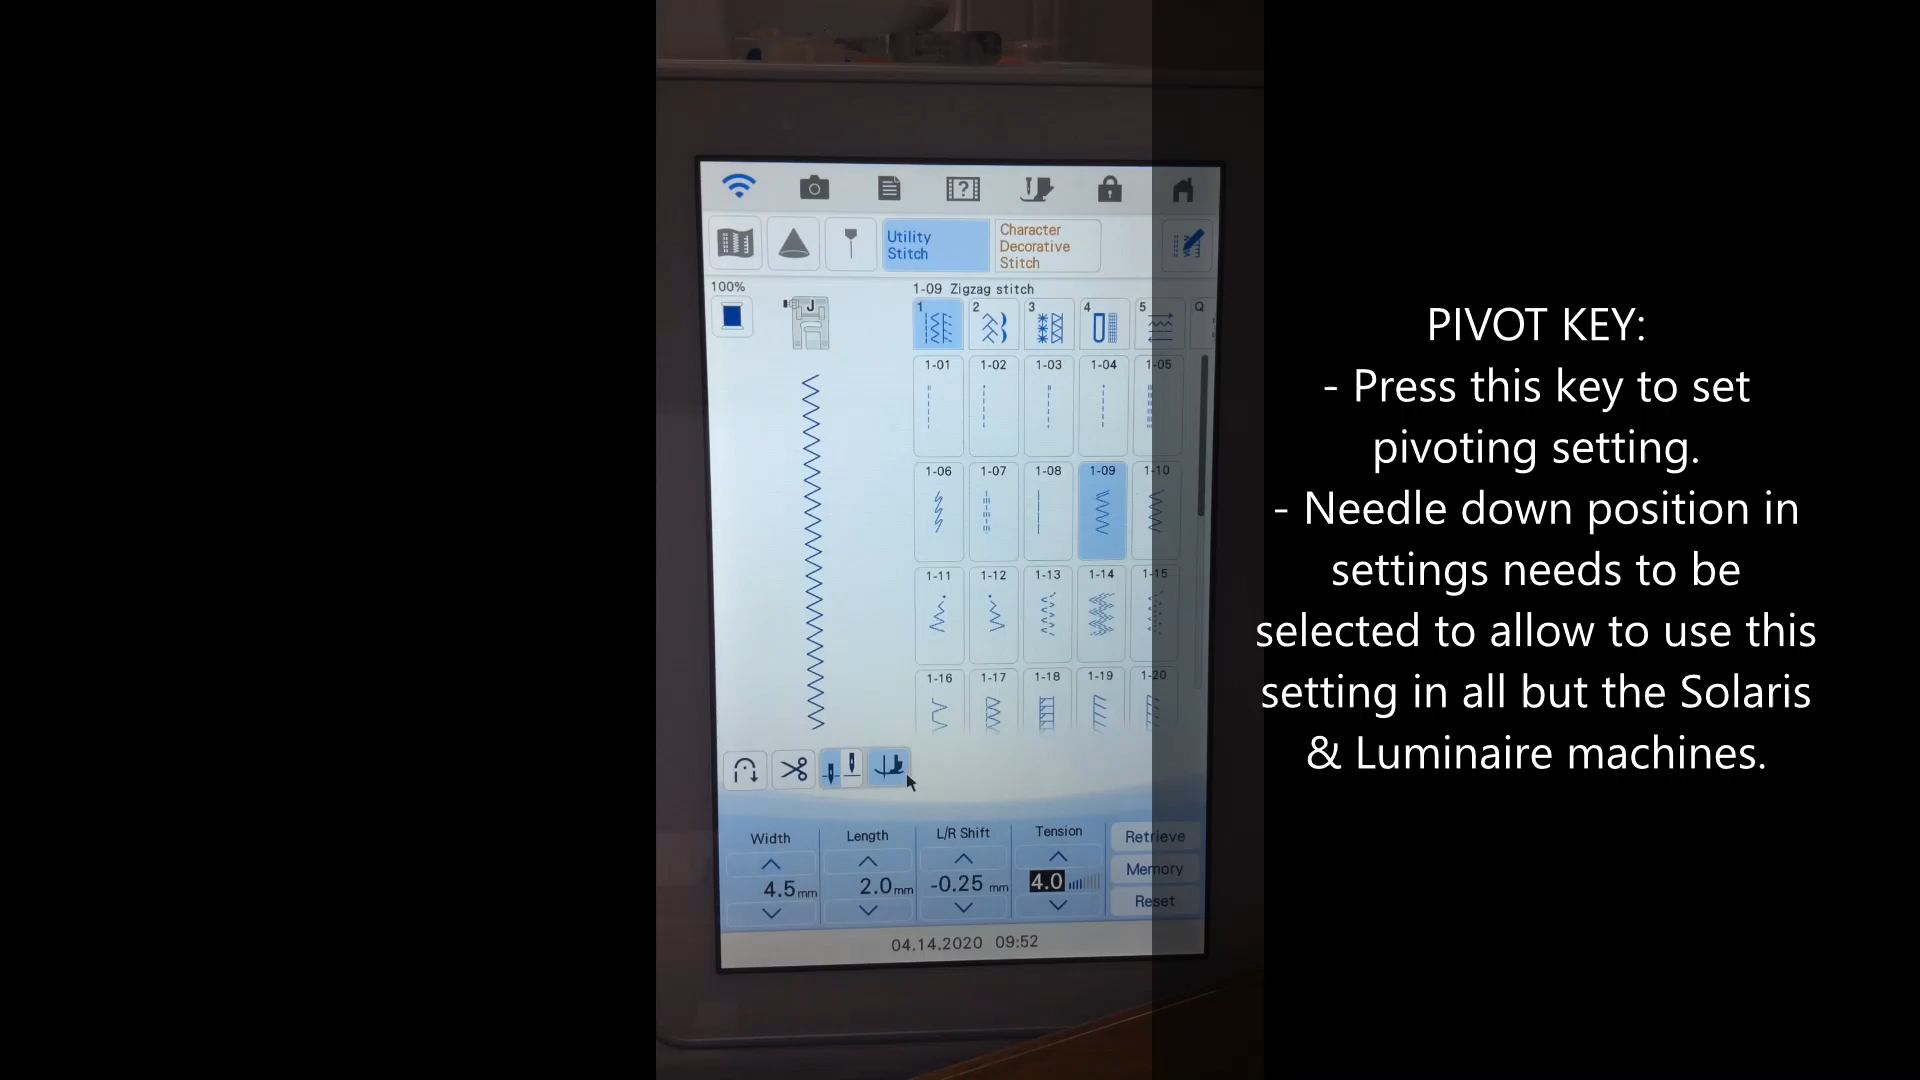 Utility
Stitch
Character
Decorative
Stitch
100%
J
1-09 Zigzag stitch
1
2
3
4
5
Q
1-01
1-02
1-03
1-04
1-05
1-06
1-07
1-08
1-09
1-10
1-11
1-12
1-13
1-14
1-15
1-16
1-17
1-18
1-19
1-20
Width
Length
L/R Shift
Tension
4.5 mm
2.0 mm
-0.25 mm
4.0
Retrieve
Memory
Reset
04.14.2020 09:52
PIVOT KEY:
- Press this key to set
pivoting setting.
- Needle down position in
settings needs to be
selected to allow to use this
setting in all but the Solaris
& Luminaire machines.